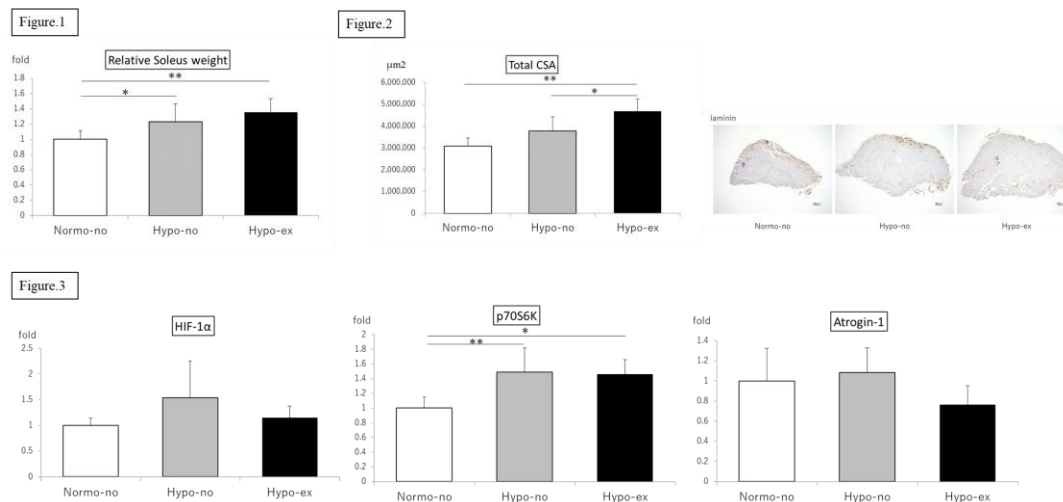 Figure.1
fold
Relative Soleus weight
**
*
1.8
1.6
1.4
1.2
1
0.8
0.6
0.4
0.2
0
Normo-no Hypo-no Hypo-ex
Figure.2
μm2
Total CSA
**
*
6,000,000
5,000,000
4,000,000
3,000,000
2,000,000
1,000,000
0
Normo-no Hypo-no Hypo-ex
laminin
Normo-no Hypo-no Hypo-ex
Figure.3
fold
HIF-1α
2.5
2
1.5
1
0.5
0
Normo-no Hypo-no Hypo-ex
fold
p70S6K
*
**
2
1.8
1.6
1.4
1.2
1
0.8
0.6
0.4
0.2
0
Normo-no Hypo-no Hypo-ex
fold
Atrogin-1
1.4
1.2
1
0.8
0.6
0.4
0.2
0
Normo-no Hypo-no Hypo-ex